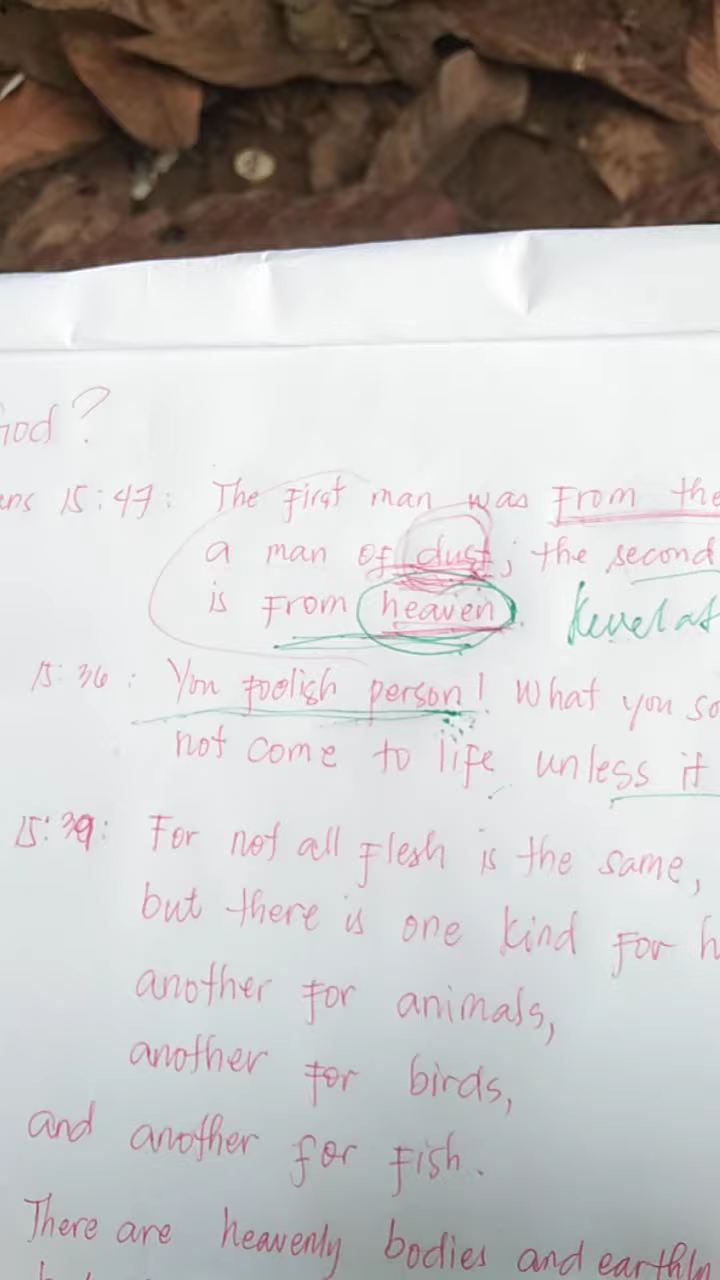 God?
ans 15:47: The first man was from the
a man of dust; the second
is from heaven. Revelat
15:36: You foolish person! What you so
not come to life unless it
15:39: For not all flesh is the same,
but there is one kind for h
another for animals,
another for birds,
and another for fish.
There are heavenly bodies and earthly